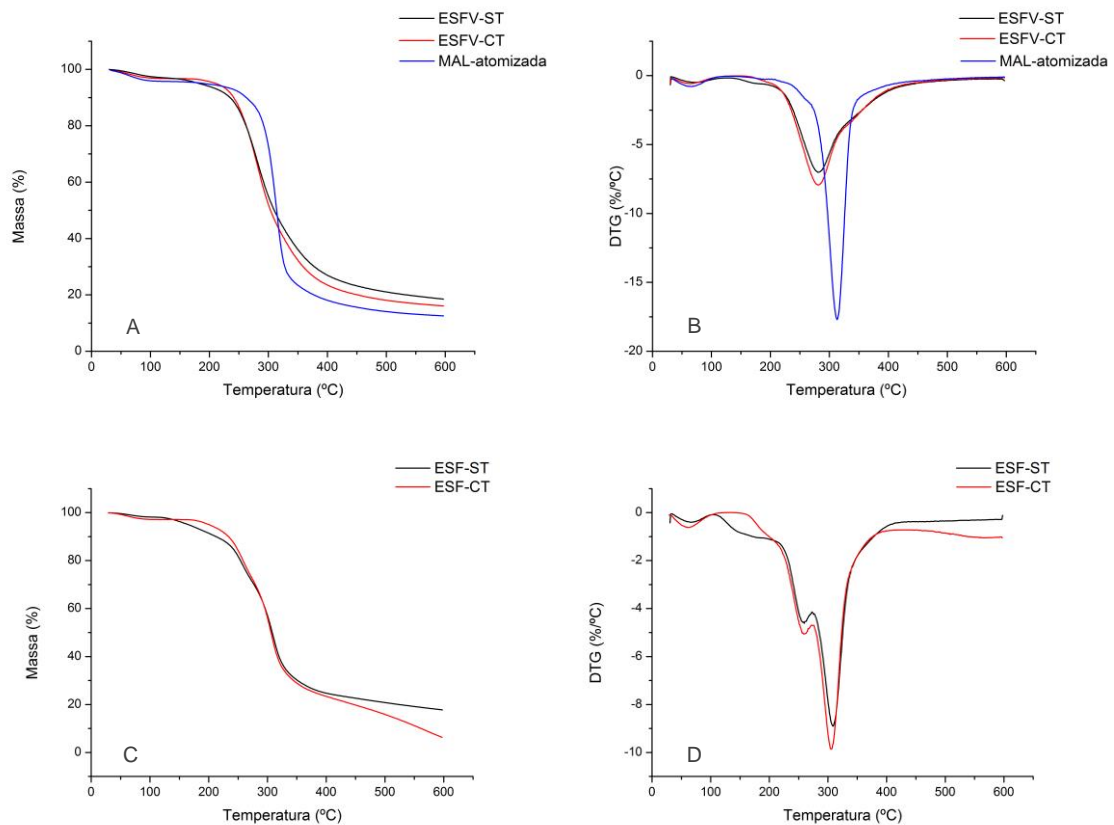 ESFV-ST
ESFV-CT
MAL-atomizada
100
80
60
40
20
0
Massa (%)
A
0 100 200 300 400 500 600
Temperatura (ºC)
ESFV-ST
ESFV-CT
MAL-atomizada
0
-5
-10
-15
-20
DTG (%/ºC)
B
0 100 200 300 400 500 600
Temperatura (ºC)
ESF-ST
ESF-CT
100
80
60
40
20
0
Massa (%)
C
0 100 200 300 400 500 600
Temperatura (ºC)
ESF-ST
ESF-CT
0
-2
-4
-6
-8
-10
DTG (%/ºC)
D
0 100 200 300 400 500 600
Temperatura (ºC)